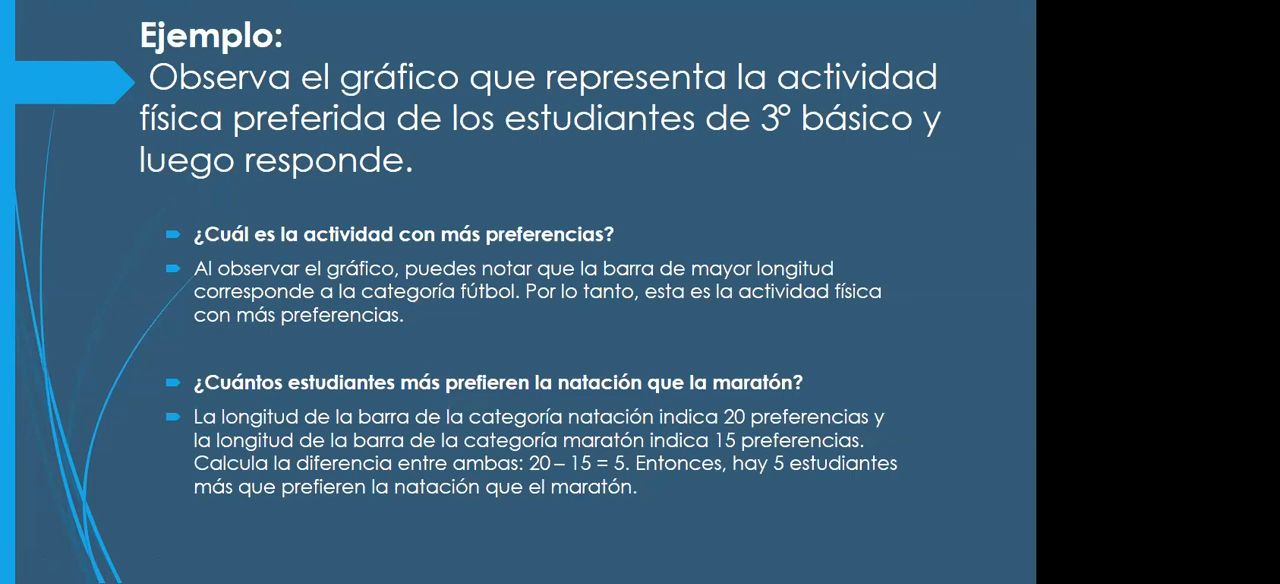 Ejemplo:
Observa el gráfico que representa la actividad
física preferida de los estudiantes de 3° básico y
luego responde.
¿Cuál es la actividad con más preferencias?
Al observar el gráfico, puedes notar que la barra de mayor longitud
corresponde a la categoría fútbol. Por lo tanto, esta es la actividad física
con más preferencias.
¿Cuántos estudiantes más prefieren la natación que la maratón?
La longitud de la barra de la categoría natación indica 20 preferencias y
la longitud de la barra de la categoría maratón indica 15 preferencias.
Calcula la diferencia entre ambas: 20 – 15 = 5. Entonces, hay 5 estudiantes
más que prefieren la natación que el maratón.